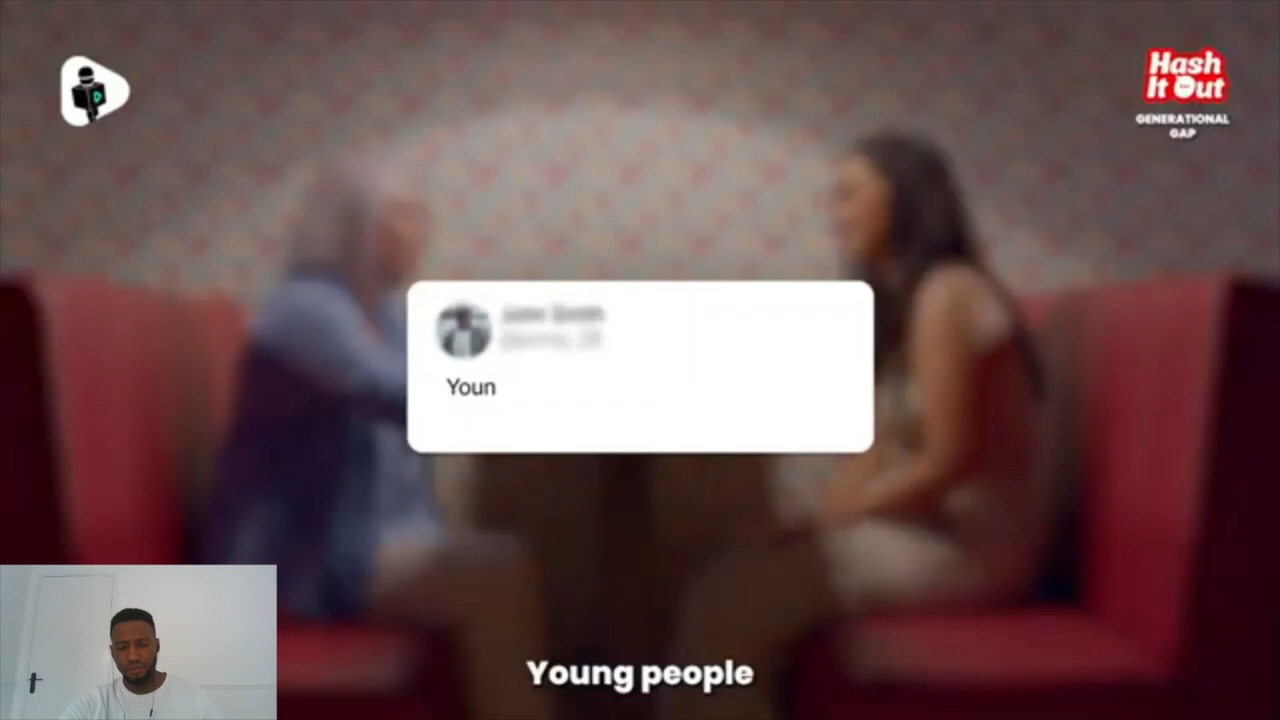 Hash
It Out
GENERATIONAL
GAP
Youn
Young people